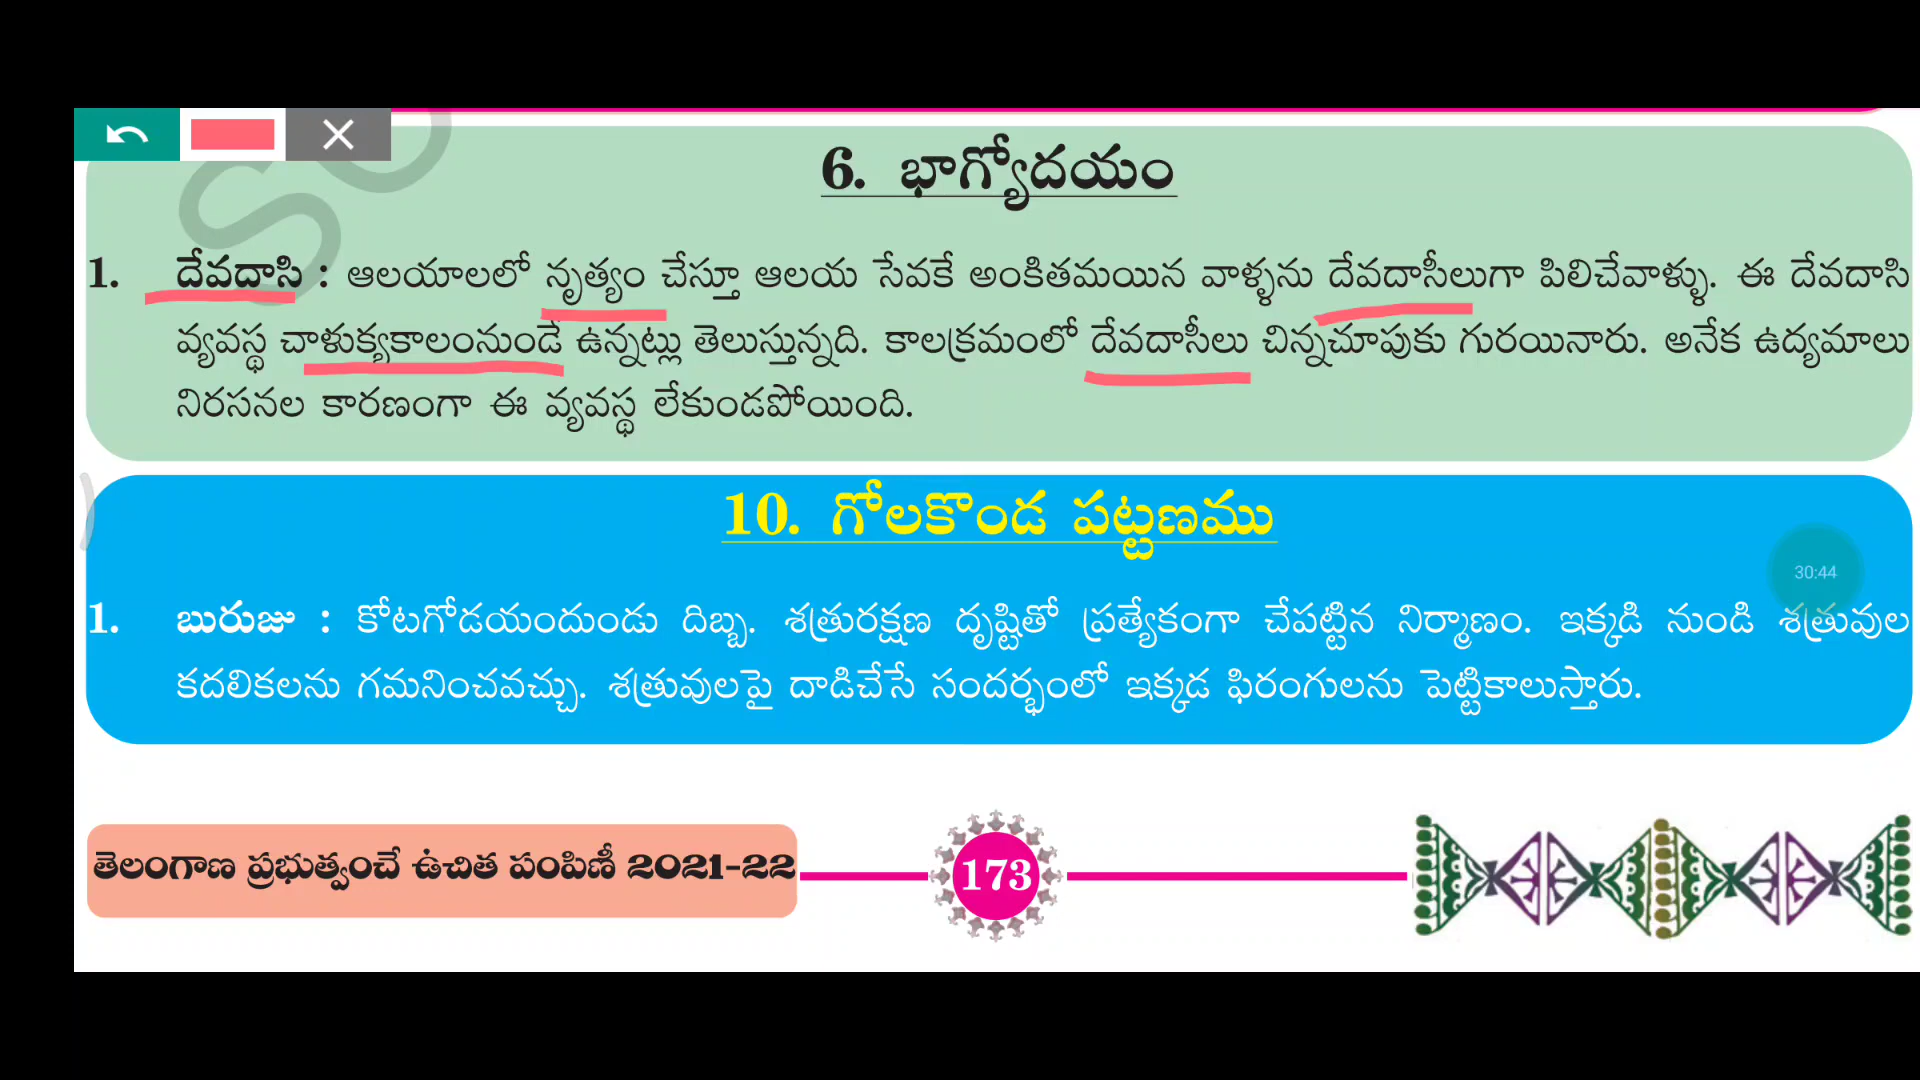 SC
6. భాగ్యోదయం
1. దేవదాసి : ఆలయాలలో నృత్యం చేస్తూ ఆలయ సేవకే అంకితమయిన వాళ్ళను దేవదాసీలుగా పిలిచేవాళ్ళు. ఈ దేవదాసి
వ్యవస్థ చాళుక్యకాలంనుండే ఉన్నట్లు తెలుస్తున్నది. కాలక్రమంలో దేవదాసీలు చిన్నచూపుకు గురయినారు. అనేక ఉద్యమాలు
నిరసనల కారణంగా ఈ వ్యవస్థ లేకుండపోయింది.
10. గోలకొండ పట్టణము
30:44
1. బురుజు : కోటగోడయందుండు దిబ్బ. శత్రురక్షణ దృష్టితో ప్రత్యేకంగా చేపట్టిన నిర్మాణం. ఇక్కడి నుండి శత్రువుల
కదలికలను గమనించవచ్చు. శత్రువులపై దాడిచేసే సందర్భంలో ఇక్కడ ఫిరంగులను పెట్టికాలుస్తారు.
తెలంగాణ ప్రభుత్వంచే ఉచిత పంపిణీ 2021-22
173